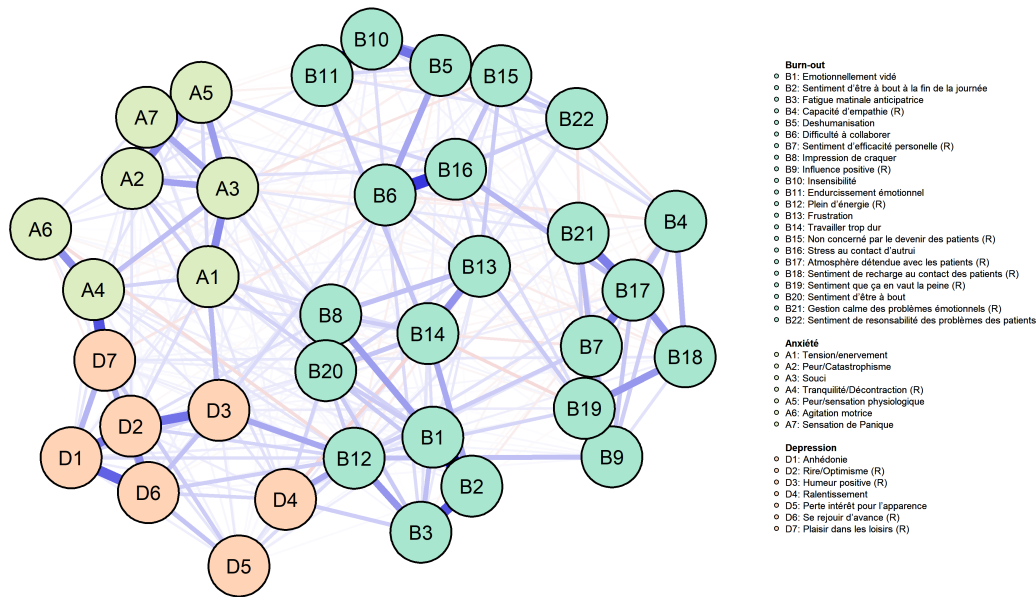 B10
B5
B15
B11
A5
A7
B22
A2
A3
B16
B6
B4
A6
B21
B13
A1
A4
B17
B8
B14
B7
B18
D7
B20
D3
B19
D2
B1
D1
B12
B9
D6
B2
D4
B3
D5
Burn-out
B1: Emotionnellement vidé
B2: Sentiment d'être à bout à la fin de la journée
B3: Fatigue matinale anticipatrice
B4: Capacité d'empathie (R)
B5: Deshumanisation
B6: Difficulté à collaborer
B7: Sentiment d'efficacité personelle (R)
B8: Impression de craquer
B9: Influence positive (R)
B10: Insensibilité
B11: Endurcissement émotionnel
B12: Plein d'énergie (R)
B13: Frustration
B14: Travailler trop dur
B15: Non concerné par le devenir des patients (R)
B16: Stress au contact d'autrui
B17: Atmosphère détendue avec les patients (R)
B18: Sentiment de recharge au contact des patients (R)
B19: Sentiment que ça en vaut la peine (R)
B20: Sentiment d'être à bout
B21: Gestion calme des problèmes émotionnels (R)
B22: Sentiment de resonsabilité des problèmes des patients
Anxiété
A1: Tension/enervement
A2: Peur/Catastrophisme
A3: Souci
A4: Tranquilité/Décontraction (R)
A5: Peur/sensation physiologique
A6: Agitation motrice
A7: Sensation de Panique
Depression
D1: Anhédonie
D2: Rire/Optimisme (R)
D3: Humeur positive (R)
D4: Ralentissement
D5: Perte intérêt pour l'apparence
D6: Se rejouir d'avance (R)
D7: Plaisir dans les loisirs (R)